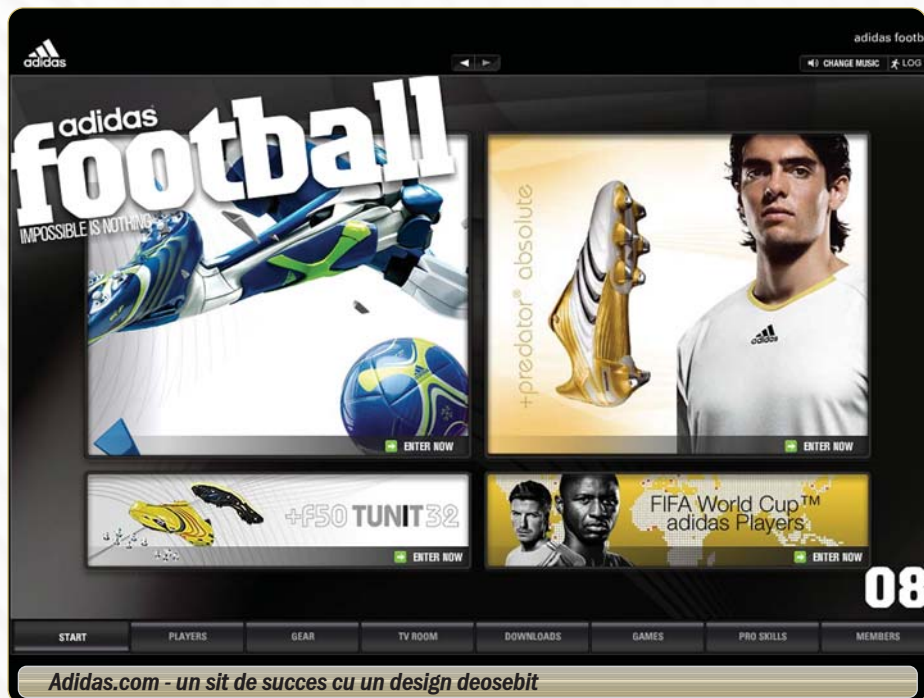 adidas
adidas footb
CHANGE MUSIC
LOG
adidas
football
IMPOSSIBLE IS NOTHING
+predator® absolute
adidas
ENTER NOW
ENTER NOW
+F50 TUNIT 32
FIFA World Cup™
adidas Players
ENTER NOW
ENTER NOW
08
START PLAYERS GEAR TV ROOM DOWNLOADS GAMES PRO SKILLS MEMBERS
Adidas.com - un sit de succes cu un design deosebit